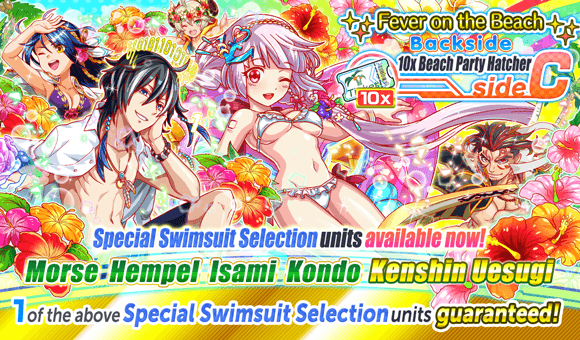 Fever on the Beach
Backside
10x Beach Party Hatcher
side C
10x
Special Swimsuit Selection units available now!
Morse:Hempel Isami Kondo Kenshin Uesugi
1 of the above Special Swimsuit Selection units guaranteed!